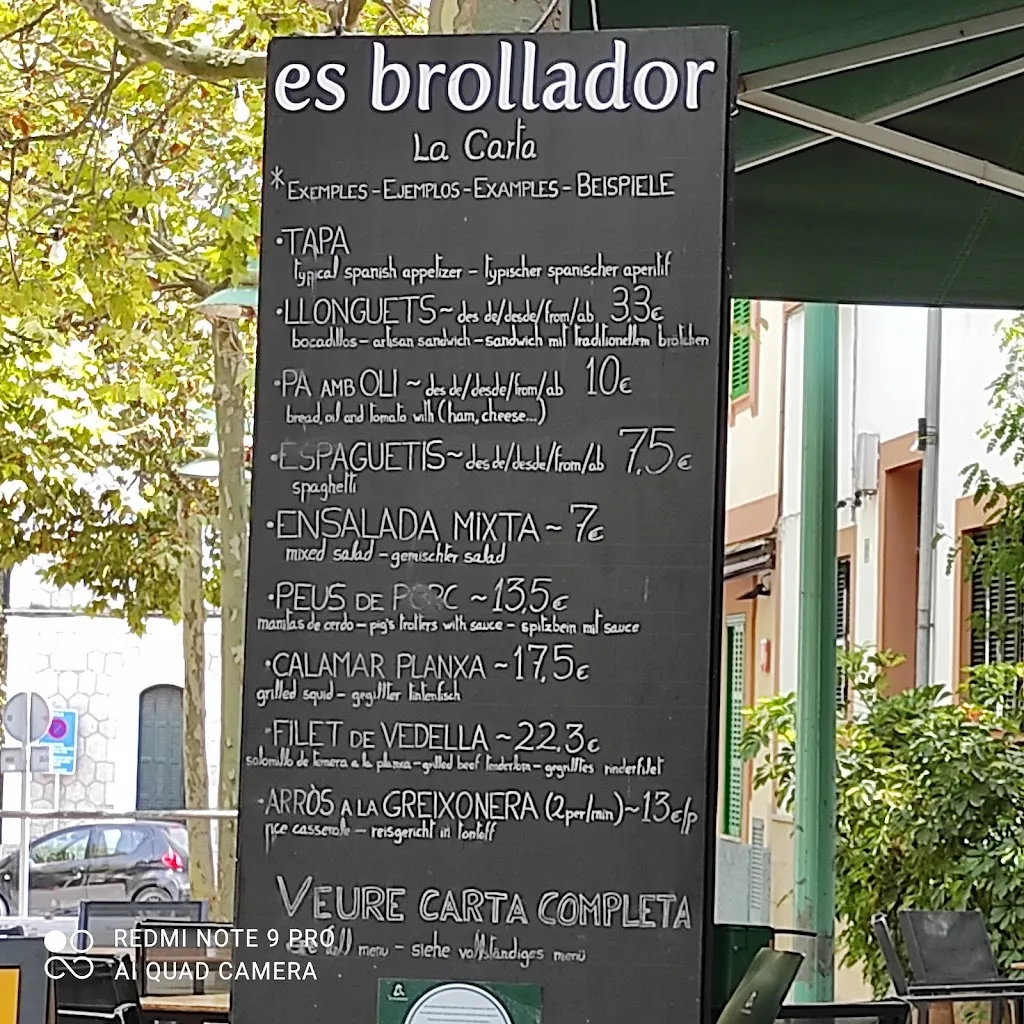 es brollador
La Carta
*EXEMPLES-EJEMPLOS-EXAMPLES-BEISPIELE
·TAPA
typical spanish appetizer - typischer spanischer aperitif
·LLONGUETS~des de/desde/from/ab 3,3€
bocadillos - artisan sandwich - sandwich mit traditionellem brötchen
·PA AMB OLI ~ des de/desde/from/ab 10€
bread, oil and tomato with (ham, cheese...)
·ESPAGUETIS~des de/desde/from/ab 7,5€
spaghetti
·ENSALADA MIXTA ~ 7€
mixed salad - gemischter salad
·PEUS DE PORC ~13,5€
manitas de cerdo - pig's trotters with sauce - spitzbein mit sauce
·CALAMAR PLANXA ~17,5€
grilled squid - gegrillter tintenfisch
·FILET DE VEDELLA ~22,3€
solomillo de ternera a la planxa - grilled beef tenderloin - gegrilltes rinderfilet
·ARRÒS A LA GREIXONERA (2per/min)~13€/p
rice casserole - reisgericht in tontoff
VEURE CARTA COMPLETA
see full menu - siehe vollständiges menü
REDMI NOTE 9 PRO
AI QUAD CAMERA